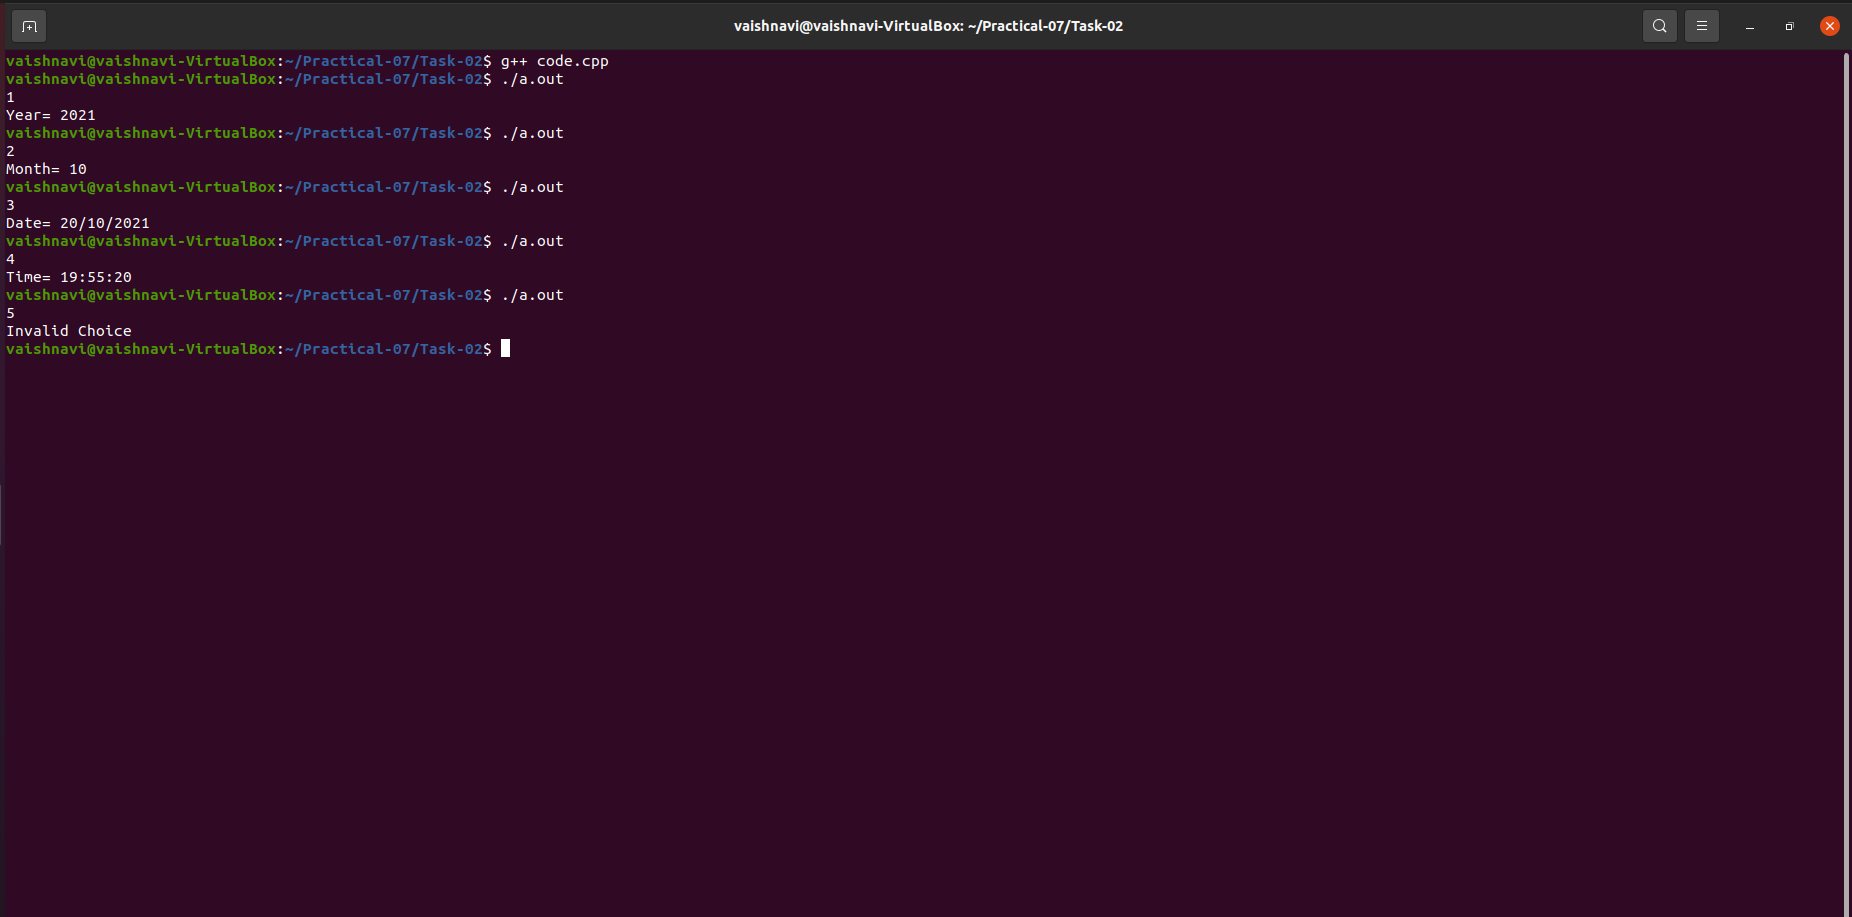 vaishnavi@vaishnavi-VirtualBox: ~/Practical-07/Task-02
vaishnavi@vaishnavi-VirtualBox:~/Practical-07/Task-02$ g++ code.cpp
vaishnavi@vaishnavi-VirtualBox:~/Practical-07/Task-02$ ./a.out
1
Year= 2021
vaishnavi@vaishnavi-VirtualBox:~/Practical-07/Task-02$ ./a.out
2
Month= 10
vaishnavi@vaishnavi-VirtualBox:~/Practical-07/Task-02$ ./a.out
3
Date= 20/10/2021
vaishnavi@vaishnavi-VirtualBox:~/Practical-07/Task-02$ ./a.out
4
Time= 19:55:20
vaishnavi@vaishnavi-VirtualBox:~/Practical-07/Task-02$ ./a.out
5
Invalid Choice
vaishnavi@vaishnavi-VirtualBox:~/Practical-07/Task-02$